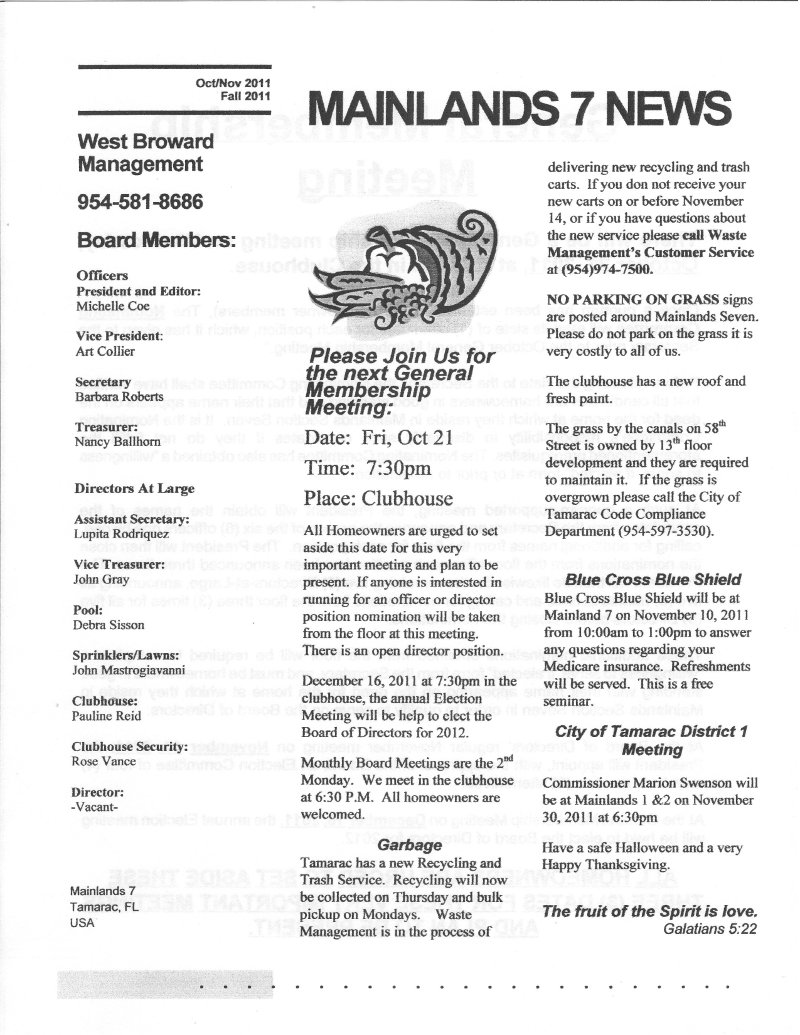 Oct/Nov 2011
Fall 2011
MAINLANDS 7 NEWS
West Broward
Management
954-581-8686
Board Members:
Officers
President and Editor:
Michelle Coe
Vice President:
Art Collier
Secretary
Barbara Roberts
Treasurer:
Nancy Ballhorn
Directors At Large
Assistant Secretary:
Lupita Rodriquez
Vice Treasurer:
John Gray
Pool:
Debra Sisson
Sprinklers/Lawns:
John Mastrogiavanni
Clubhouse:
Pauline Reid
Clubhouse Security:
Rose Vance
Director:
-Vacant-
Mainlands 7
Tamarac, FL
USA
Please Join Us for
the next General
Membership
Meeting:
Date: Fri, Oct 21
Time: 7:30pm
Place: Clubhouse
All Homeowners are urged to set
aside this date for this very
important meeting and plan to be
present. If anyone is interested in
running for an officer or director
position nomination will be taken
from the floor at this meeting.
There is an open director position.
December 16, 2011 at 7:30pm in the
clubhouse, the annual Election
Meeting will be help to elect the
Board of Directors for 2012.
Monthly Board Meetings are the 2nd
Monday. We meet in the clubhouse
at 6:30 P.M. All homeowners are
welcomed.
Garbage
Tamarac has a new Recycling and
Trash Service. Recycling will now
be collected on Thursday and bulk
pickup on Mondays. Waste
Management is in the process of
delivering new recycling and trash
carts. If you don not receive your
new carts on or before November
14, or if you have questions about
the new service please call Waste
Management's Customer Service
at (954)974-7500.
NO PARKING ON GRASS signs
are posted around Mainlands Seven.
Please do not park on the grass it is
very costly to all of us.
The clubhouse has a new roof and
fresh paint.
The grass by the canals on 58th
Street is owned by 13th floor
development and they are required
to maintain it. If the grass is
overgrown please call the City of
Tamarac Code Compliance
Department (954-597-3530).
Blue Cross Blue Shield
Blue Cross Blue Shield will be at
Mainland 7 on November 10, 2011
from 10:00am to 1:00pm to answer
any questions regarding your
Medicare insurance. Refreshments
will be served. This is a free
seminar.
City of Tamarac District 1
Meeting
Commissioner Marion Swenson will
be at Mainlands 1 &2 on November
30, 2011 at 6:30pm
Have a safe Halloween and a very
Happy Thanksgiving.
The fruit of the Spirit is love.
Galatians 5:22